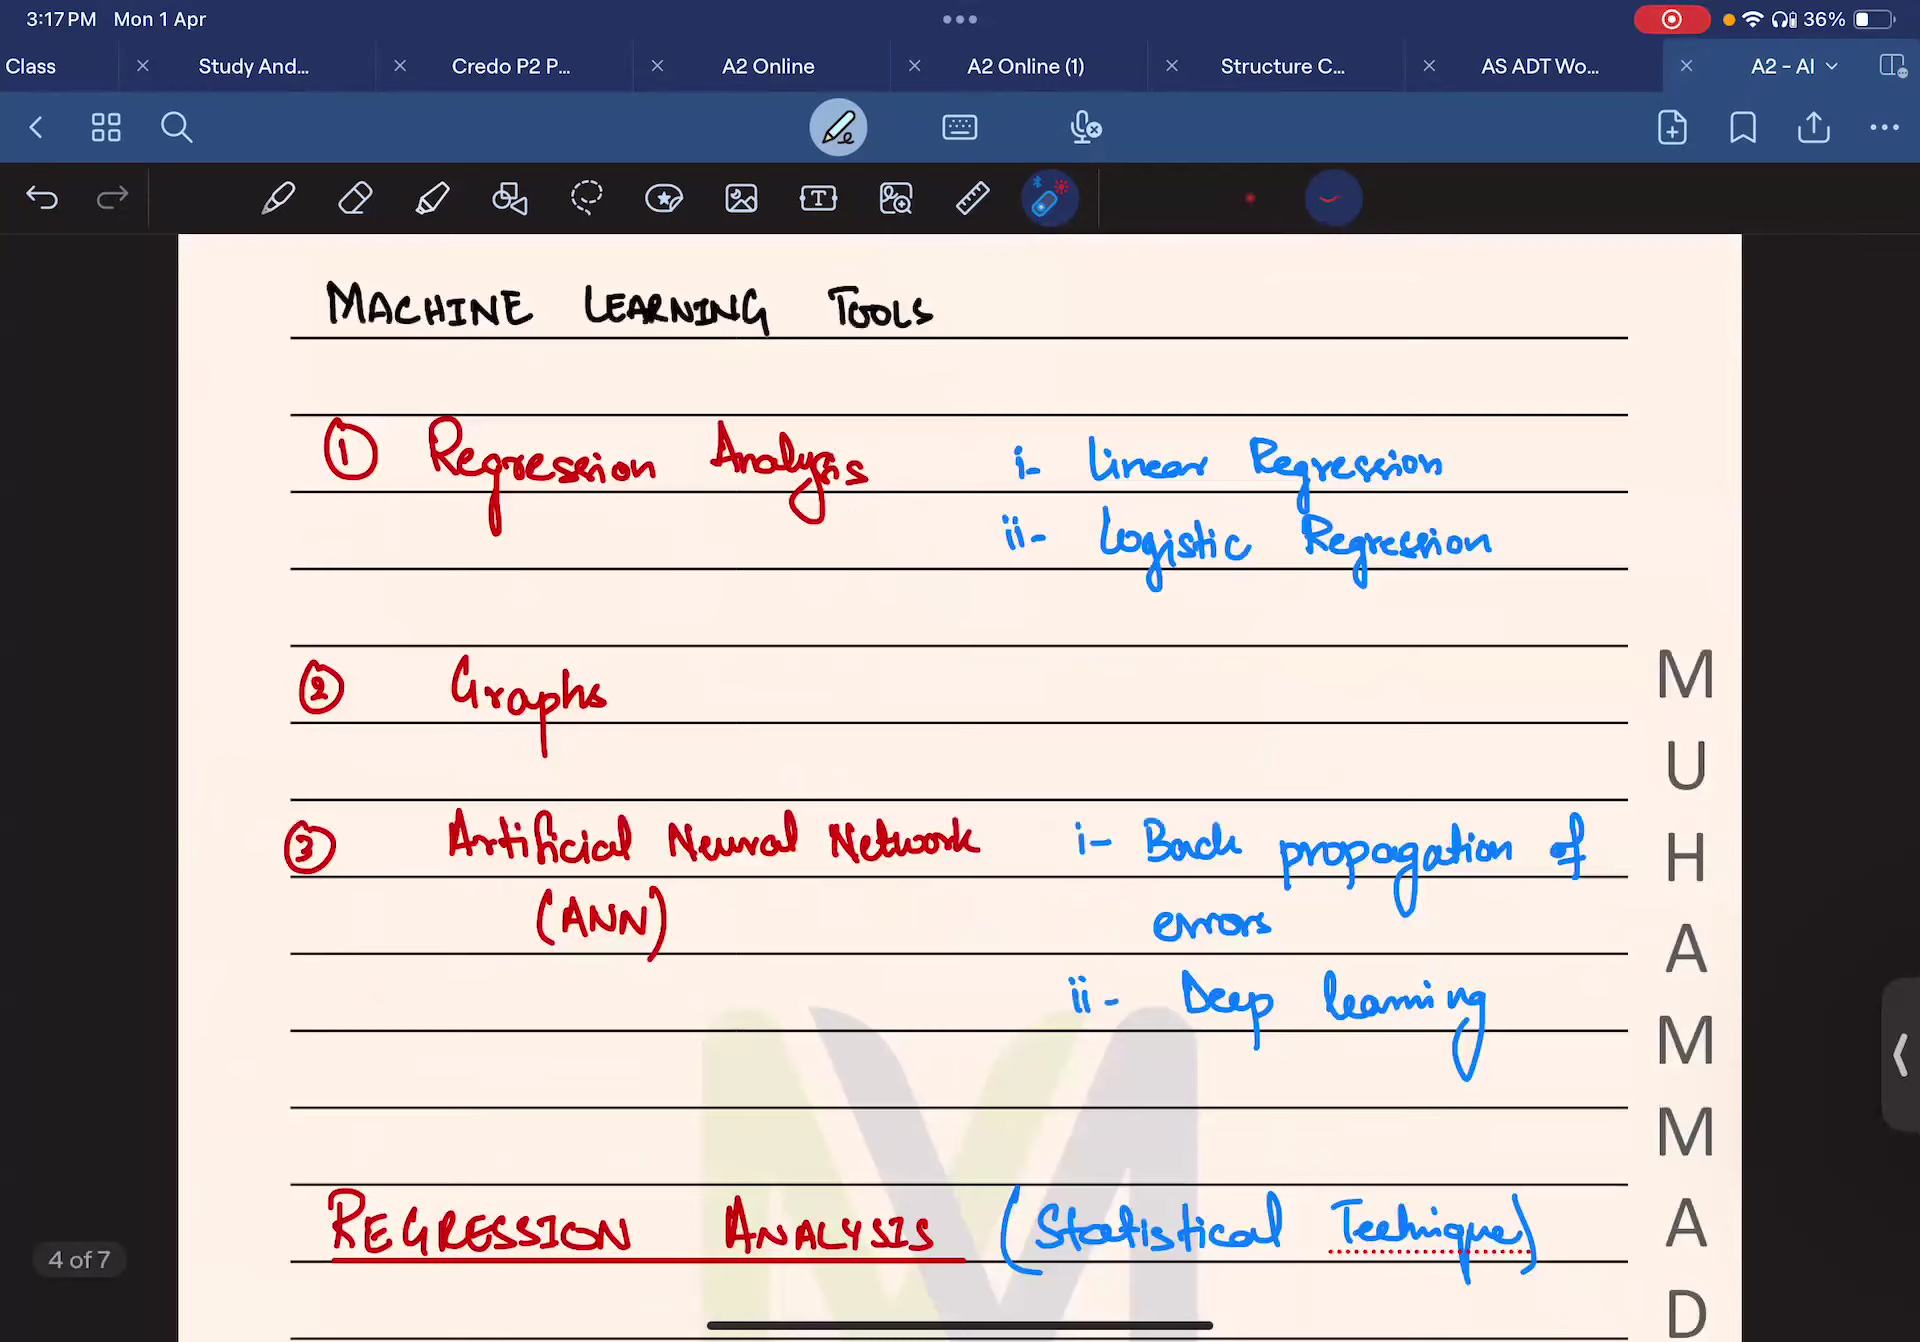 3:17 PM Mon 1 Apr
36%
Class
Study And...
Credo P2 P...
A2 Online
A2 Online (1)
Structure C...
AS ADT Wo...
A2 - AI
MACHINE LEARNING TOOLS
① Regression Analysis i- Linear Regression
ii- Logistic Regression
② Graphs
③ Artificial Neural Network i- Back propagation of
(ANN) errors
ii- Deep learning
REGRESSION ANALYSIS (Statistical Technique)
4 of 7
M
U
H
A
M
M
A
D